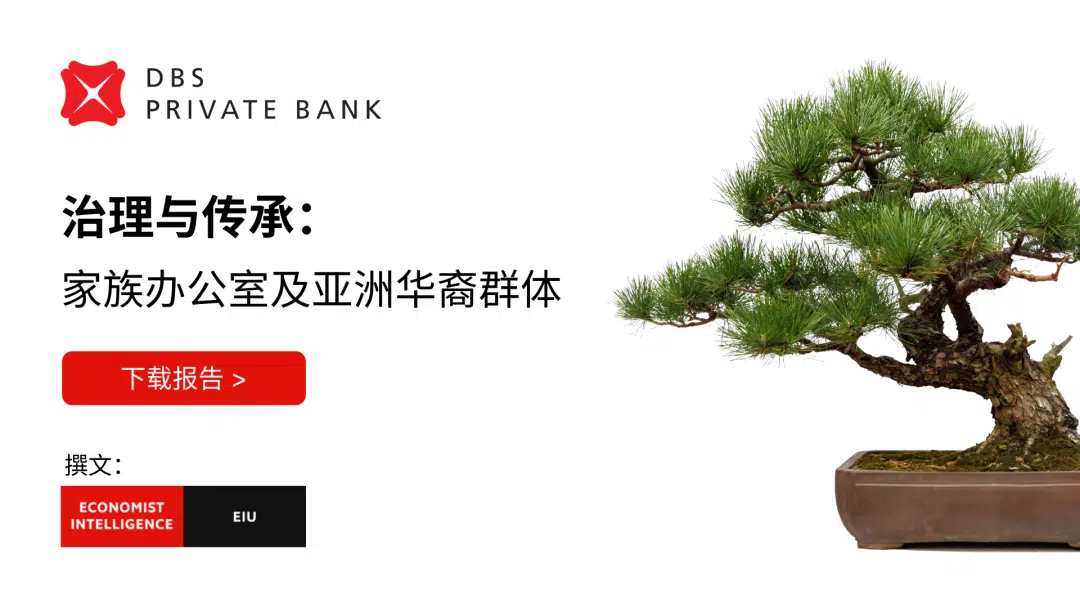 DBS
PRIVATE BANK
治理与传承：
家族办公室及亚洲华裔群体
下载报告 >
撰文：
ECONOMIST
INTELLIGENCE
EIU